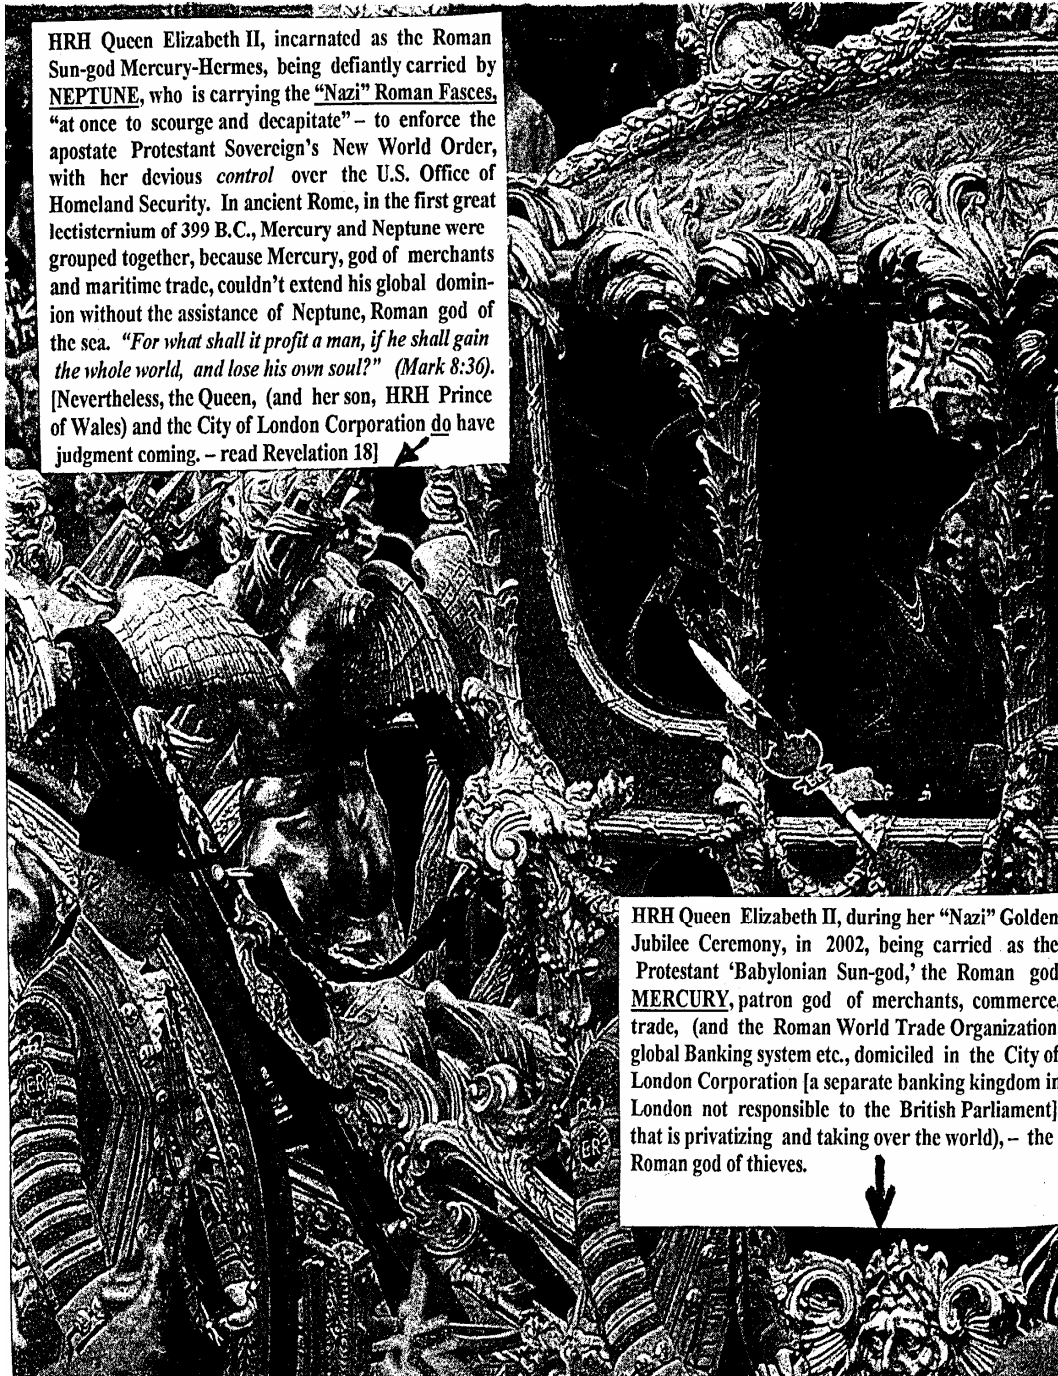 HRH Queen Elizabeth II, incarnated as the Roman
Sun-god Mercury-Hermes, being defiantly carried by
NEPTUNE, who is carrying the “Nazi” Roman Fasces,
“at once to scourge and decapitate” – to enforce the
apostate Protestant Sovereign’s New World Order,
with her devious control over the U.S. Office of
Homeland Security. In ancient Rome, in the first great
lectisternium of 399 B.C., Mercury and Neptune were
grouped together, because Mercury, god of merchants
and maritime trade, couldn’t extend his global domin-
ion without the assistance of Neptune, Roman god of
the sea. “For what shall it profit a man, if he shall gain
the whole world, and lose his own soul?” (Mark 8:36).
[Nevertheless, the Queen, (and her son, HRH Prince
of Wales) and the City of London Corporation do have
judgment coming. – read Revelation 18]
HRH Queen Elizabeth II, during her “Nazi” Golden
Jubilee Ceremony, in 2002, being carried as the
Protestant ‘Babylonian Sun-god,’ the Roman god
MERCURY, patron god of merchants, commerce,
trade, (and the Roman World Trade Organization
global Banking system etc., domiciled in the City of
London Corporation [a separate banking kingdom in
London not responsible to the British Parliament]
that is privatizing and taking over the world), – the
Roman god of thieves.